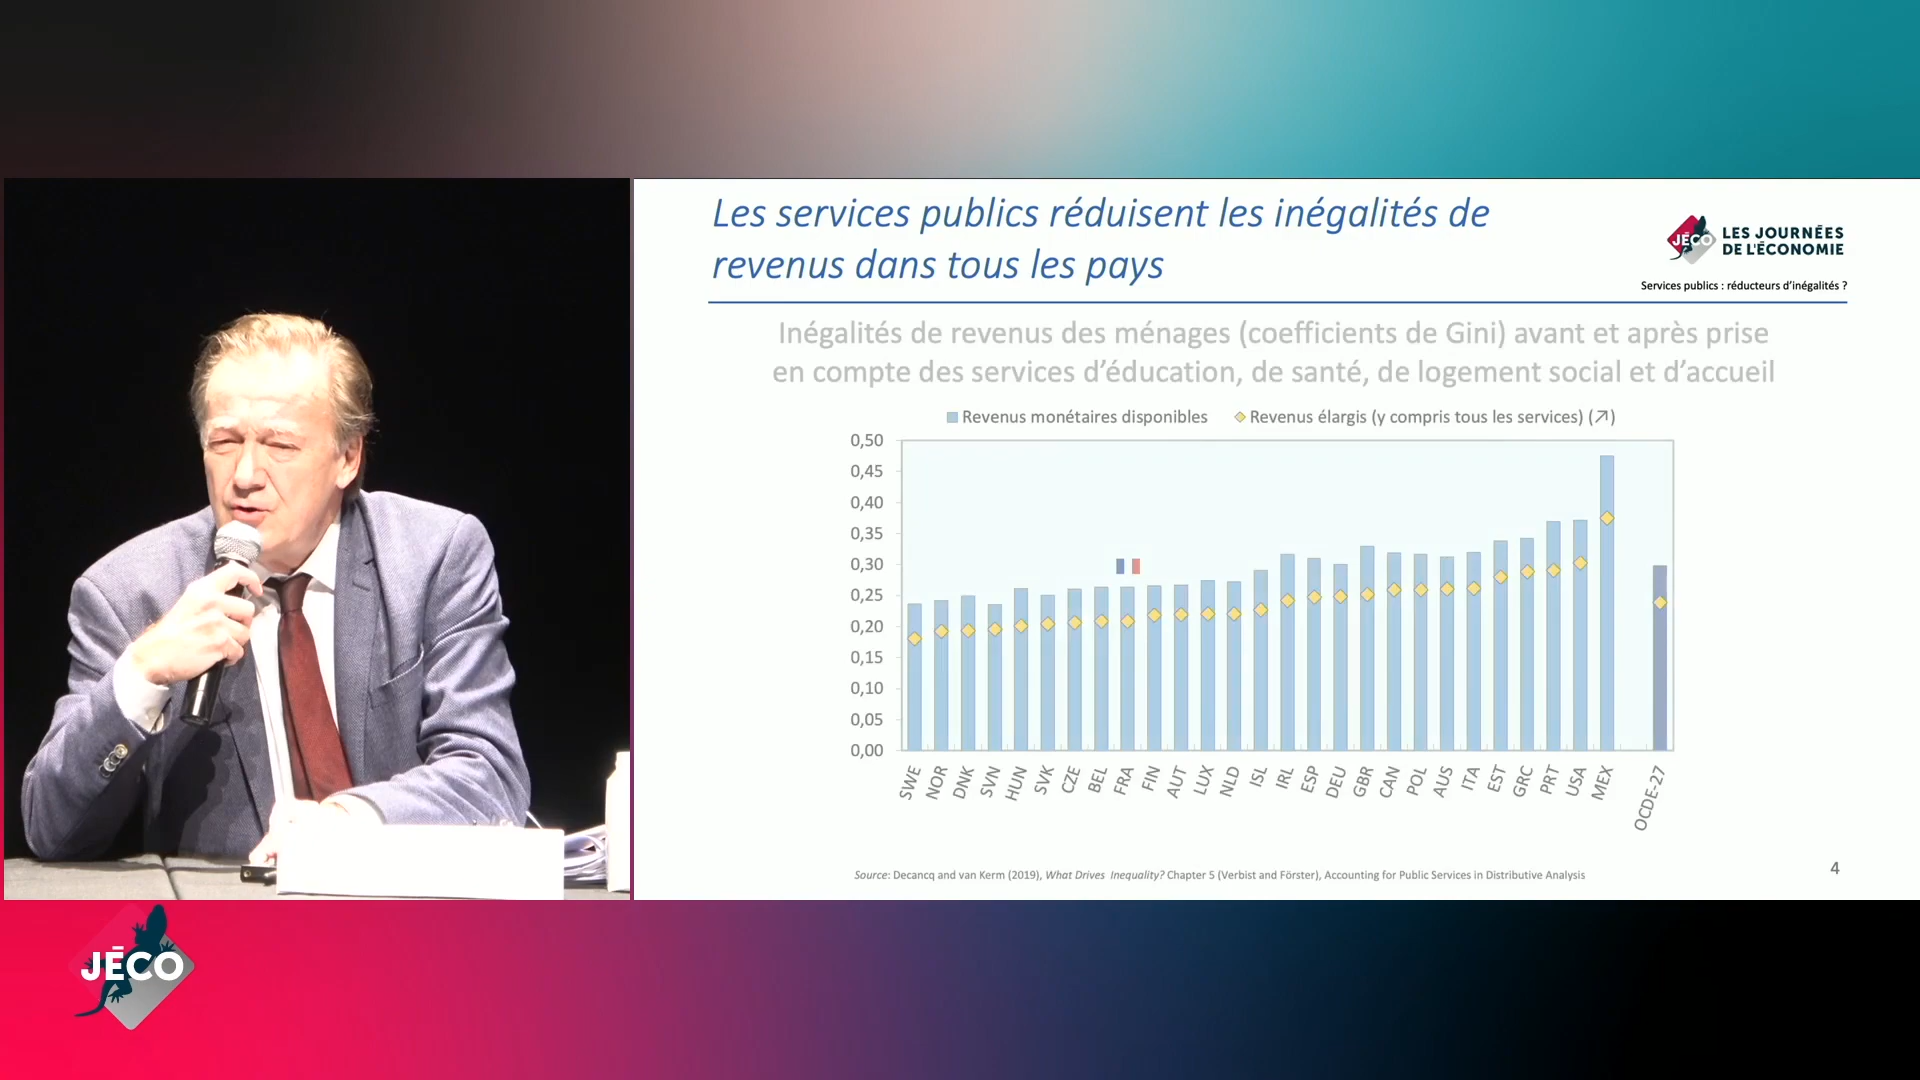 Les services publics réduisent les inégalités de
revenus dans tous les pays
JÉCO
LES JOURNÉES
DE L'ÉCONOMIE
Services publics : réducteurs d'inégalités ?
Inégalités de revenus des ménages (coefficients de Gini) avant et après prise
en compte des services d'éducation, de santé, de logement social et d'accueil
Revenus monétaires disponibles
Revenus élargis (y compris tous les services) (↗)
0,50
0,45
0,40
0,35
0,30
0,25
0,20
0,15
0,10
0,05
0,00
SWE NOR DNK SVN HUN SVK CZE BEL FRA FIN AUT LUX NLD ISL IRL ESP DEU GBR CAN POL AUS ITA EST GRC PRT USA MEX OCDE-27
Source: Decancq and van Kerm (2019), What Drives Inequality? Chapter 5 (Verbist and Förster), Accounting for Public Services in Distributive Analysis
4
JĒCO